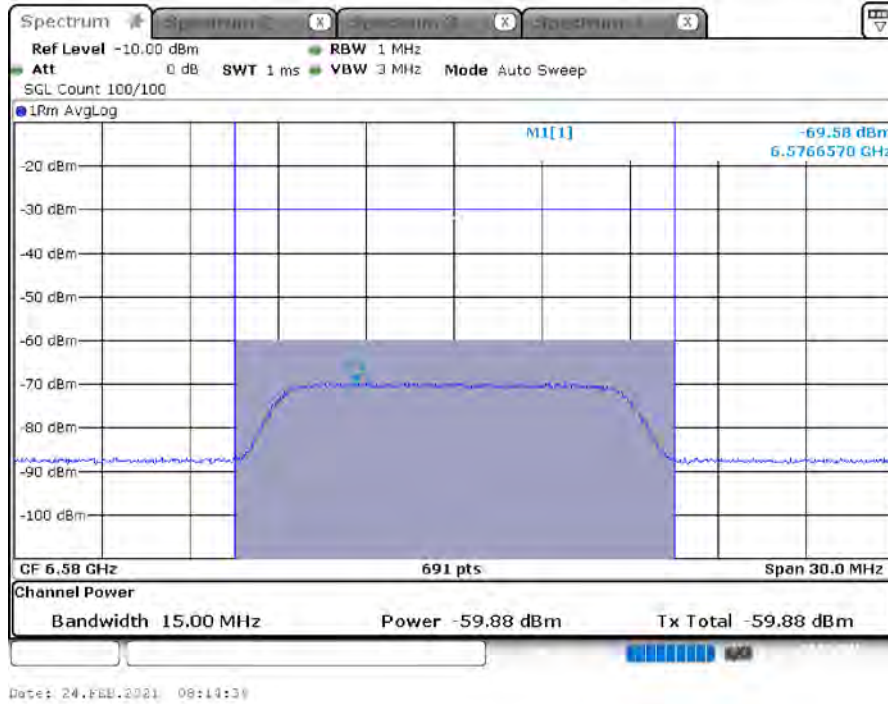 Spectrum
X
X
X
Ref Level -10.00 dBm
RBW 1 MHz
Att 0 dB SWT 1 ms VBW 3 MHz Mode Auto Sweep
SGL Count 100/100
1Rm AvgLog
M1[1] -69.58 dBm
6.5766570 GHz
-20 dBm
-30 dBm
-40 dBm
-50 dBm
-60 dBm
-70 dBm
-80 dBm
-90 dBm
-100 dBm
CF 6.58 GHz 691 pts Span 30.0 MHz
Channel Power
Bandwidth 15.00 MHz Power -59.88 dBm Tx Total -59.88 dBm
Date: 24.FEB.2021